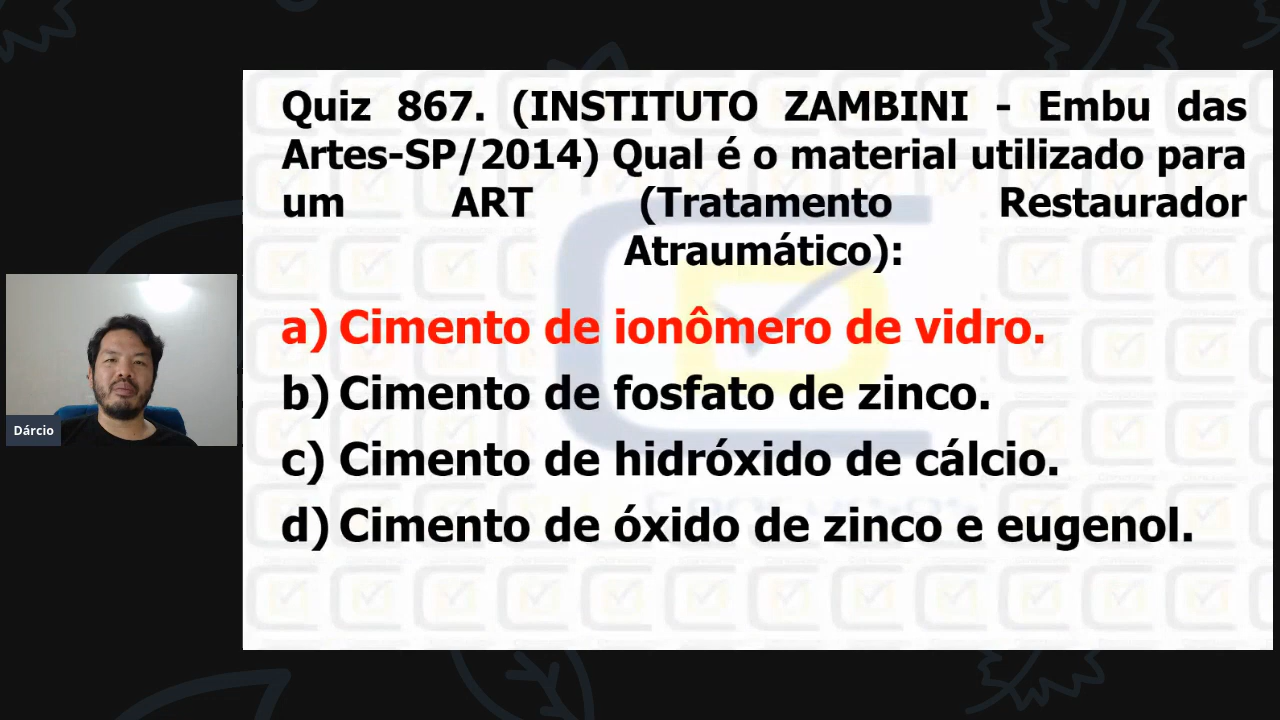 Quiz 867. (INSTITUTO ZAMBINI - Embu das
Artes-SP/2014) Qual é o material utilizado para
um ART (Tratamento Restaurador
Atraumático):
a) Cimento de ionômero de vidro.
b) Cimento de fosfato de zinco.
c) Cimento de hidróxido de cálcio.
d) Cimento de óxido de zinco e eugenol.
Dárcio